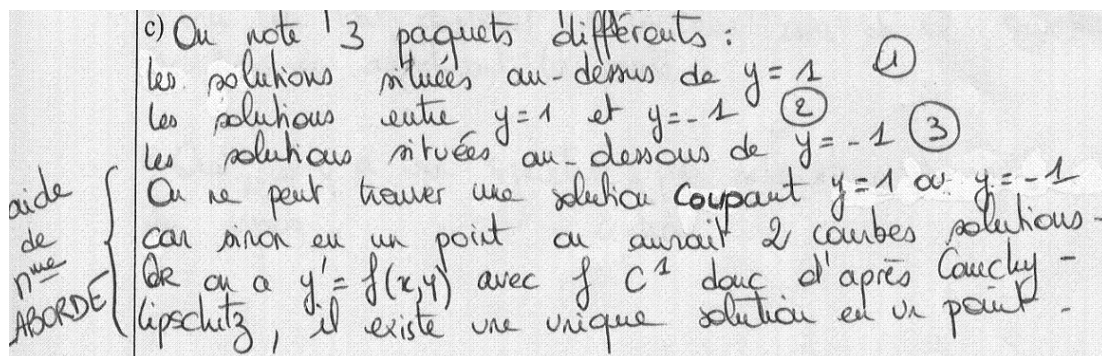 c) On note 3 paquets différents :
les solutions situées au-dessus de y = 1 ①
les solutions entre y = 1 et y = - 1 ②
les solutions situées au-dessous de y = - 1 ③
On ne peut trouver une solution coupant y = 1 ou y = - 1
car sinon en un point on aurait 2 courbes solutions -
Or on a y' = f(x,y) avec f C¹ donc d'après Cauchy -
Lipschitz, il existe une unique solution en un point -
aide
de
nᵐᵉ
ABORDE